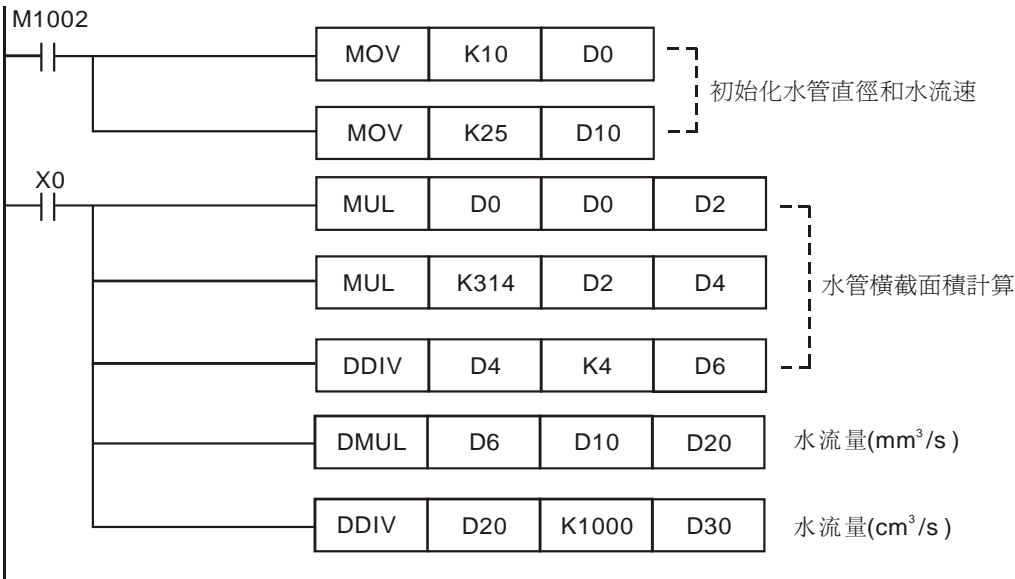 M1002
MOV K10 D0
初始化水管直徑和水流速
MOV K25 D10
X0
MUL D0 D0 D2
MUL K314 D2 D4
水管橫截面積計算
DDIV D4 K4 D6
DMUL D6 D10 D20 水流量(mm³/s )
DDIV D20 K1000 D30 水流量(cm³/s )